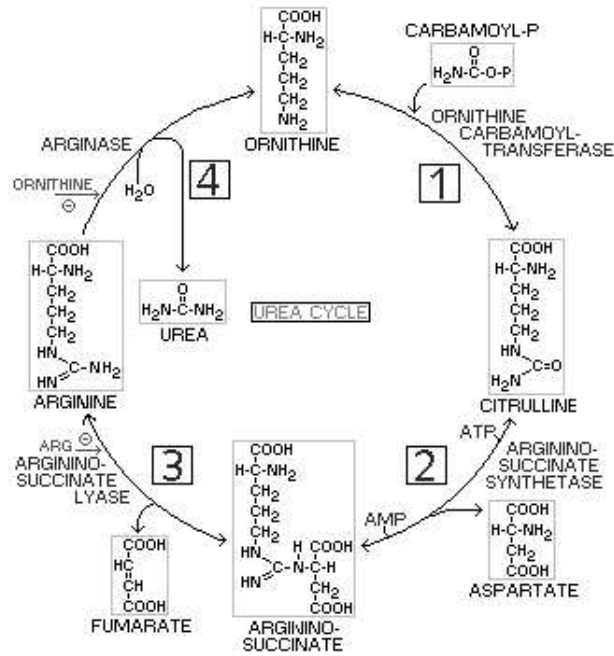 COOH
H-C-NH2
CH2
CH2
CH2
NH2
ORNITHINE
CARBAMOYL-P
O
H2N-C-O-P
ORNITHINE
CARBAMOYL-
TRANSFERASE
1
ARGINASE
H2O
4
ORNITHINE
⊖
COOH
H-C-NH2
CH2
CH2
CH2
HN
C-NH2
HN
ARGININE
O
H2N-C-NH2
UREA
UREA CYCLE
COOH
H-C-NH2
CH2
CH2
CH2
HN
C=O
H2N
CITRULLINE
ATP
2
ARGININO-
SUCCINATE
SYNTHETASE
AMP
COOH
H-C-NH2
CH2
COOH
ASPARTATE
ARG ⊖
ARGININO-
SUCCINATE
LYASE
3
COOH
CH
CH
COOH
FUMARATE
COOH
H-C-NH2
CH2
CH2
CH2
HN
H COOH
C-N-C-H
HN
CH2
COOH
ARGININO-
SUCCINATE